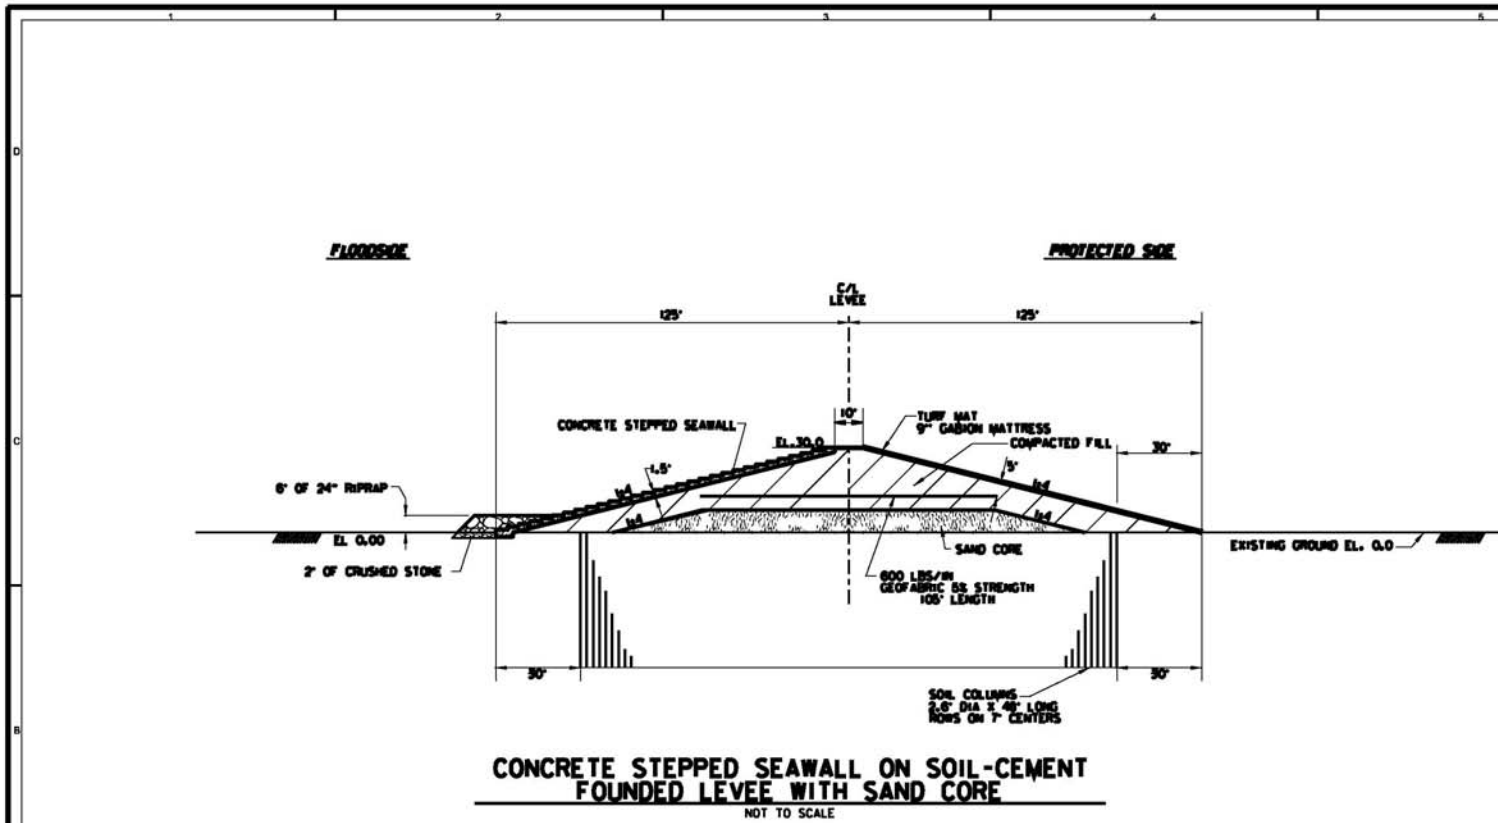 1 2 3 4 5
D
FLOODSIDE
PROTECTED SIDE
C/L
LEVEE
125'
125'
10'
TURF MAT
9" GABION MATTRESS
CONCRETE STEPPED SEAWALL
COMPACTED FILL
C
EL.30.0
30'
1.5'
5'
6' OF 24" RIPRAP
1:4
1:4
1:4
1:4
EL 0.00
SAND CORE
EXISTING GROUND EL. 0.0
2' OF CRUSHED STONE
600 LBS/IN
GEOFABRIC 5% STRENGTH
105' LENGTH
30'
30'
SOIL COLUMNS
2.6' DIA X 48' LONG
ROWS ON 7' CENTERS
B
CONCRETE STEPPED SEAWALL ON SOIL-CEMENT
FOUNDED LEVEE WITH SAND CORE
NOT TO SCALE